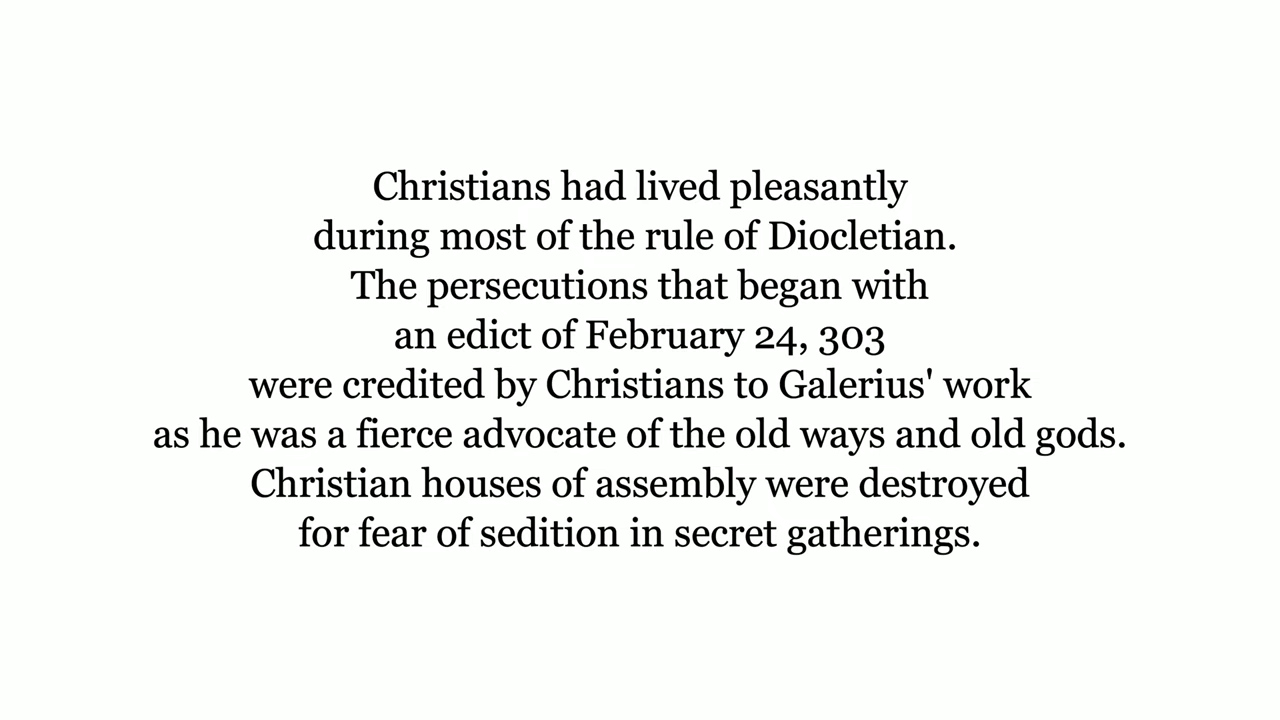 Christians had lived pleasantly
during most of the rule of Diocletian.
The persecutions that began with
an edict of February 24, 303
were credited by Christians to Galerius' work
as he was a fierce advocate of the old ways and old gods.
Christian houses of assembly were destroyed
for fear of sedition in secret gatherings.